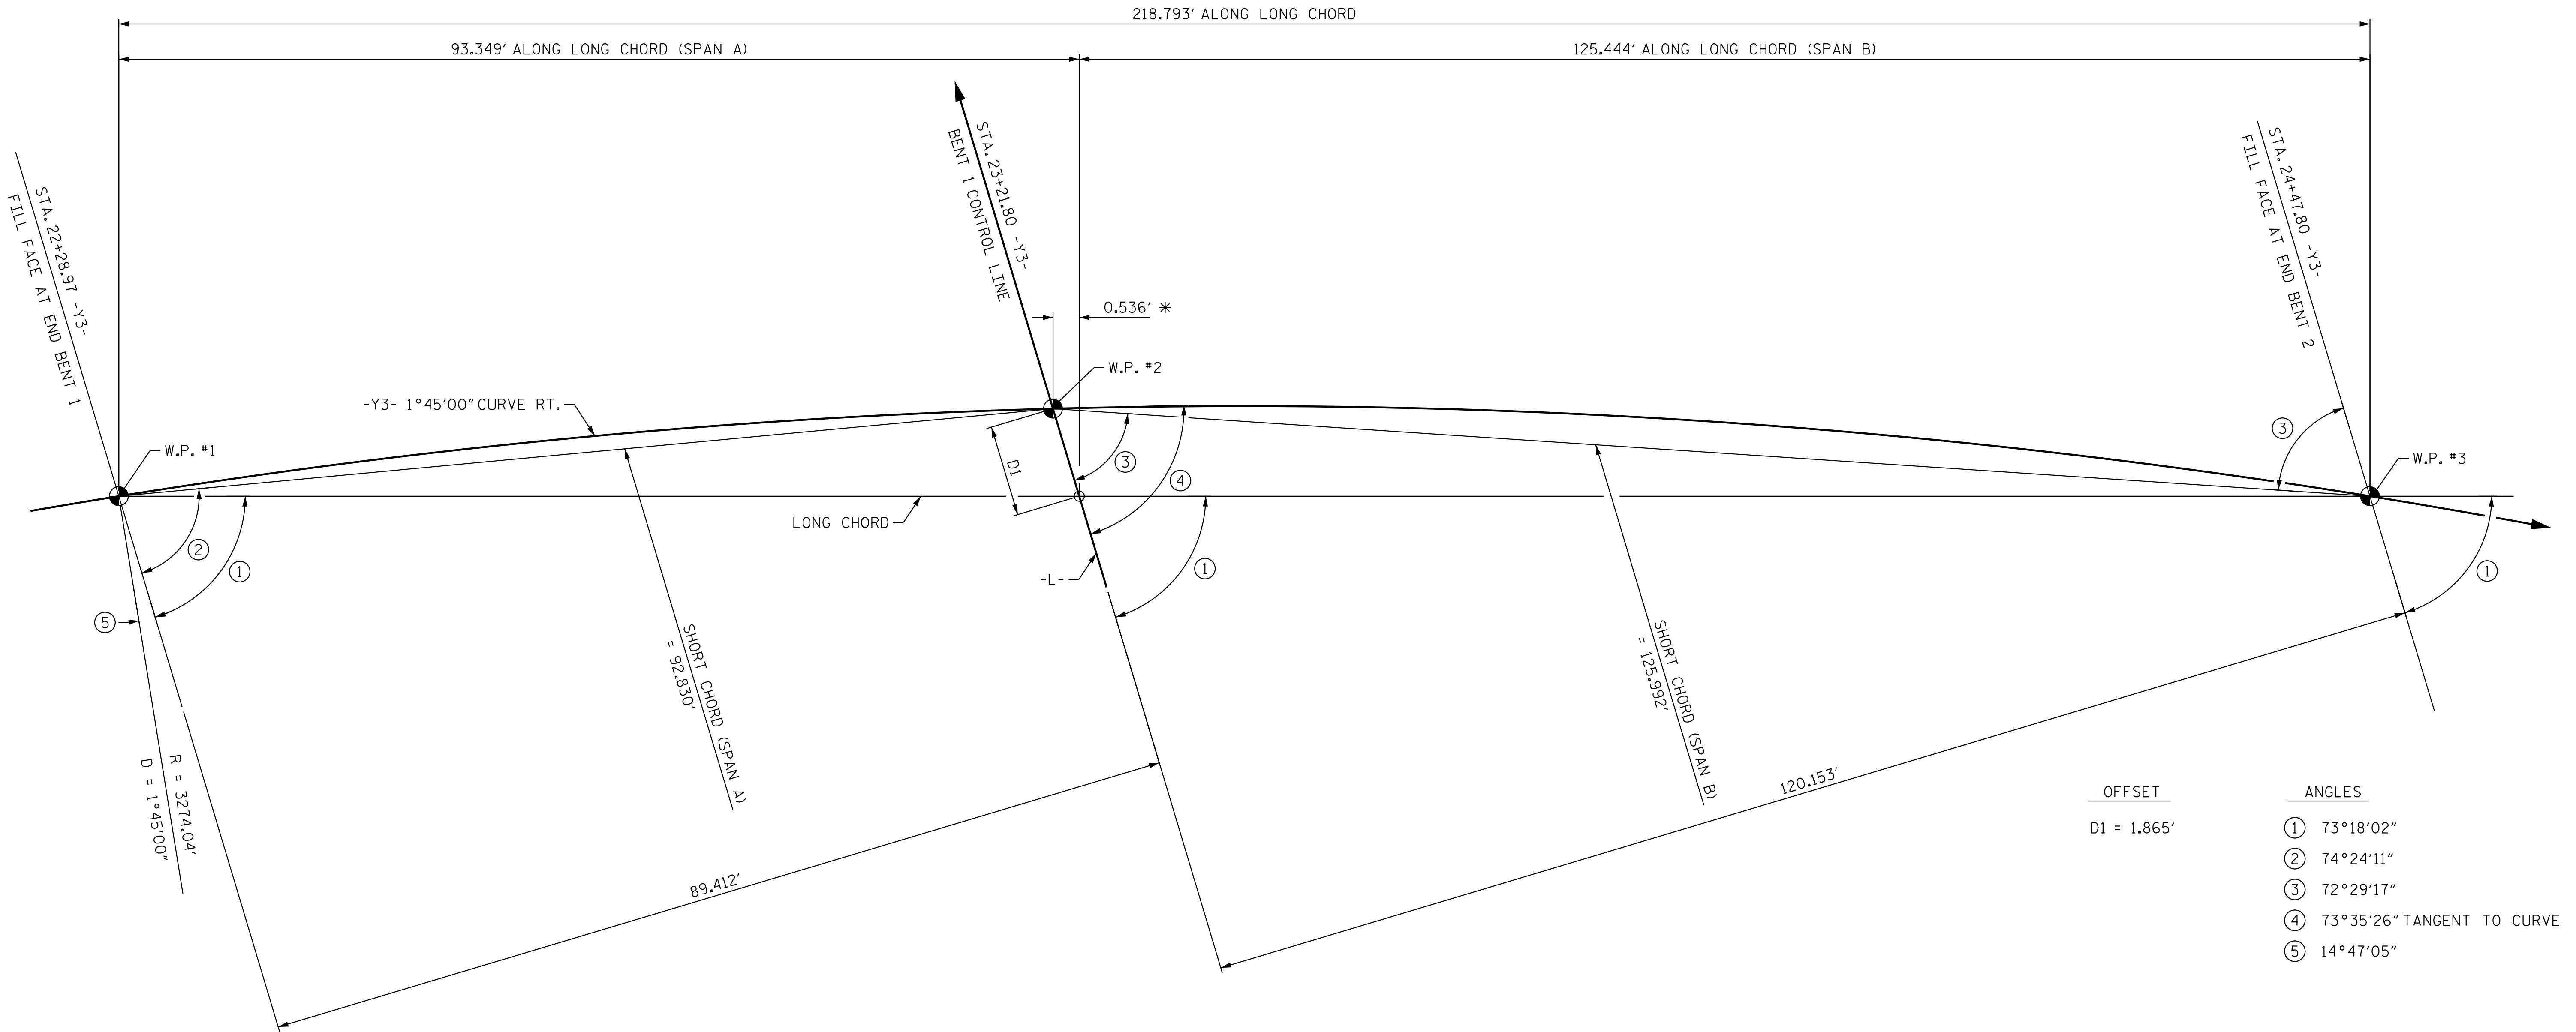 218.793' ALONG LONG CHORD
93.349' ALONG LONG CHORD (SPAN A)
125.444' ALONG LONG CHORD (SPAN B)
STA. 22+28.97 -Y3-
FILL FACE AT END BENT 1
STA. 23+21.80 -Y3-
BENT 1 CONTROL LINE
STA. 24+47.80 -Y3-
FILL FACE AT END BENT 2
0.536' *
W.P. #2
-Y3- 1°45'00" CURVE RT.
W.P. #1
W.P. #3
D1
3
3
4
LONG CHORD
2
1
-L-
1
1
5
SHORT CHORD (SPAN A)
= 92.830'
SHORT CHORD (SPAN B)
= 125.992'
R = 3274.04'
D = 1°45'00"
89.412'
120.153'
OFFSET
D1 = 1.865'
ANGLES
1 73°18'02"
2 74°24'11"
3 72°29'17"
4 73°35'26" TANGENT TO CURVE
5 14°47'05"